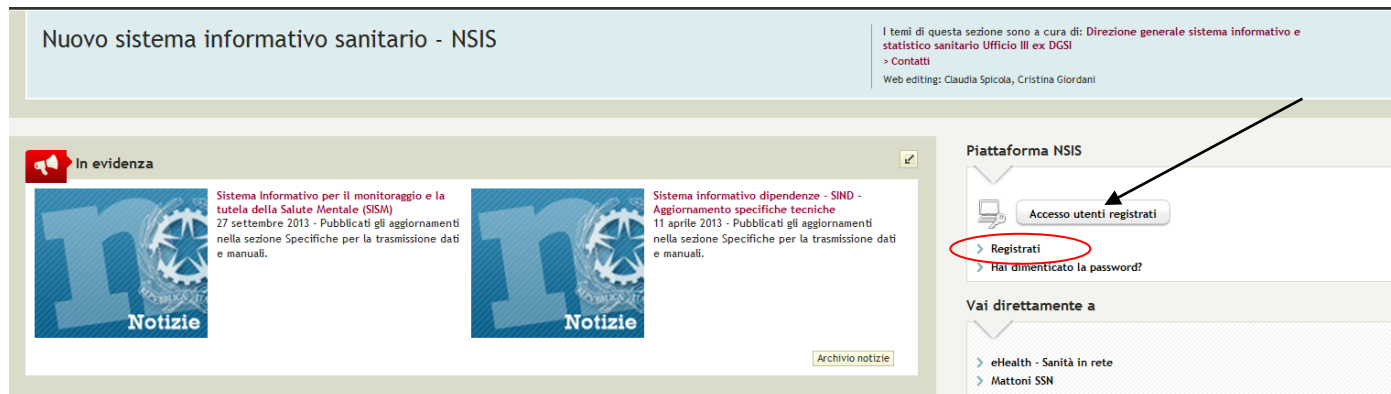 Nuovo sistema informativo sanitario - NSIS
I temi di questa sezione sono a cura di: Direzione generale sistema informativo e
statistico sanitario Ufficio III ex DGSI
> Contatti
Web editing: Claudia Spicola, Cristina Giordani
In evidenza
Sistema Informativo per il monitoraggio e la
tutela della Salute Mentale (SISM)
27 settembre 2013 - Pubblicati gli aggiornamenti
nella sezione Specifiche per la trasmissione dati
e manuali.
Notizie
Sistema informativo dipendenze - SIND -
Aggiornamento specifiche tecniche
11 aprile 2013 - Pubblicati gli aggiornamenti
nella sezione Specifiche per la trasmissione dati
e manuali.
Notizie
Archivio notizie
Piattaforma NSIS
Accesso utenti registrati
> Registrati
> Hai dimenticato la password?
Vai direttamente a
> eHealth - Sanità in rete
> Mattoni SSN